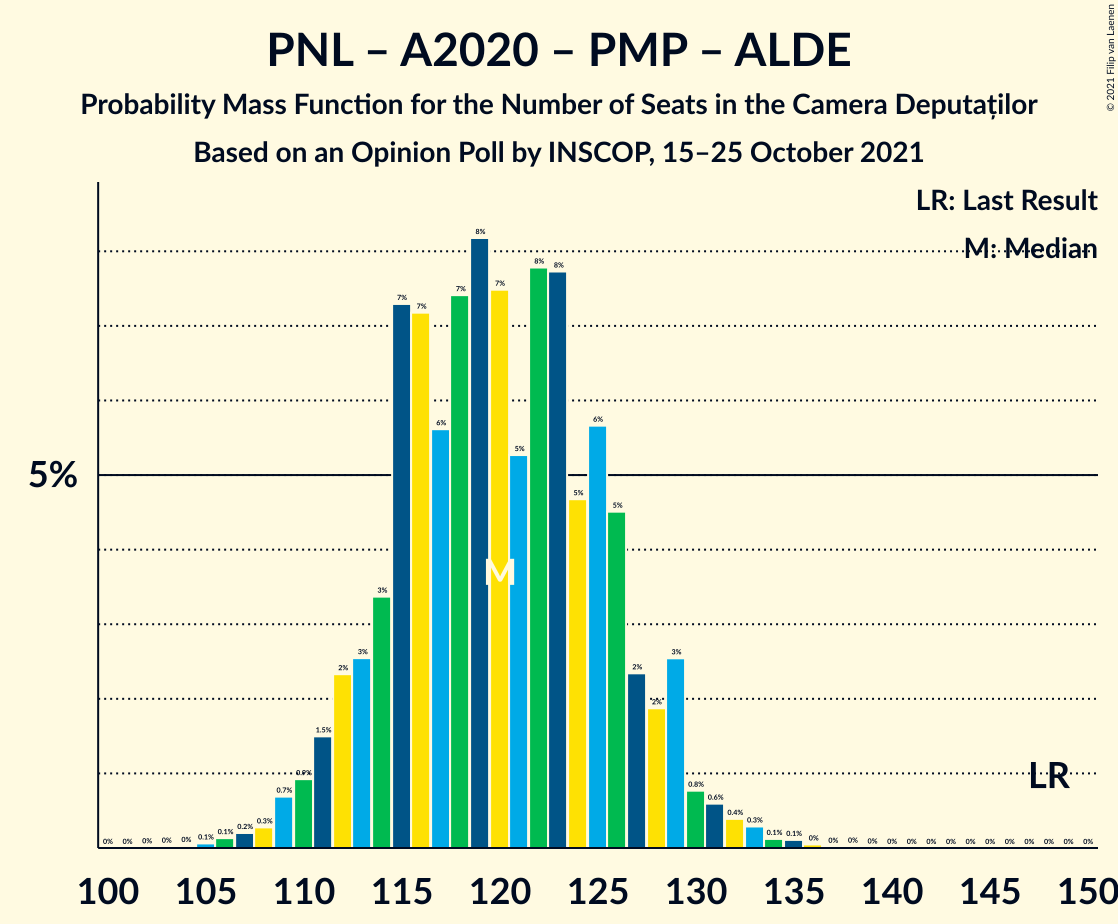 PNL – A2020 – PMP – ALDE
Probability Mass Function for the Number of Seats in the Camera Deputaților
Based on an Opinion Poll by INSCOP, 15–25 October 2021
© 2021 Filip van Laenen
LR: Last Result
M: Median
5%
0% 0% 0% 0% 0% 0.1% 0.1% 0.2% 0.3% 0.7% 0.9% 1.5% 2% 3% 3% 7% 7% 6% 7% 8% 7% 5% 8% 8% 5% 6% 5% 2% 2% 3% 0.8% 0.6% 0.4% 0.3% 0.1% 0.1% 0% 0% 0% 0% 0% 0% 0% 0% 0% 0% 0% 0% 0% 0% 0%
M
LR
100 105 110 115 120 125 130 135 140 145 150